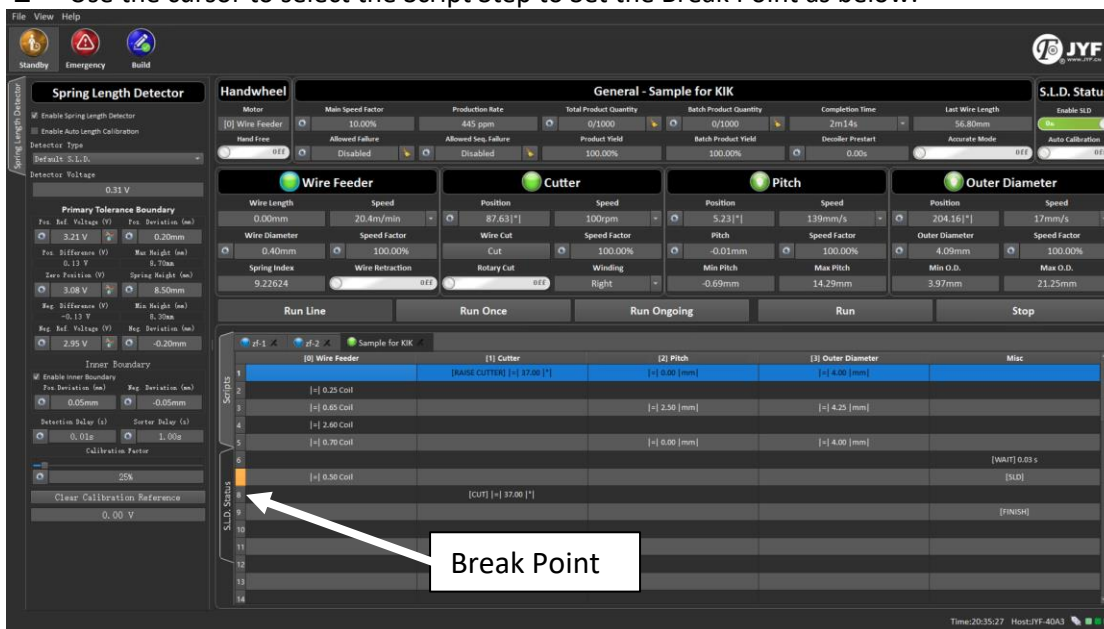 Use the cursor to select the Script Step to Set the Break Point as below.
File View Help
Standby Emergency Build
JYF
www.JYF.cn
Spring Length Detector
Spring Length Detector
Enable Spring Length Detector
Enable Auto Length Calibration
Detector Type
Default S.L.D.
Detector Voltage
0.31 V
Primary Tolerance Boundary
Pos. Ref. Voltage (V) Pos. Deviation (mm)
3.21 V 0.20mm
Pos. Difference (V) Max Height (mm)
0.13 V 8.70mm
Zero Position (V) Spring Height (mm)
3.08 V 8.50mm
Neg. Difference (V) Min Height (mm)
-0.13 V 8.30mm
Neg. Ref. Voltage (V) Neg. Deviation (mm)
2.95 V -0.20mm
Inner Boundary
Enable Inner Boundary
Pos Deviation (mm) Neg. Deviation (mm)
0.05mm -0.05mm
Detection Delay (s) Sorter Delay (s)
0.01s 1.00s
Calibration Factor
25%
Clear Calibration Reference
0.00 V
Handwheel General - Sample for KIK S.L.D. Statu
Motor Main Speed Factor Production Rate Total Product Quantity Batch Product Quantity Completion Time Last Wire Length Enable SLD
[0] Wire Feeder 10.00% 445 ppm 0/1000 0/1000 2m14s 56.80mm On
Hand Free Allowed Failure Allowed Seq. Failure Product Yield Batch Product Yield Decoiler Prestart Accurate Mode Auto Calibration
Off Disabled Disabled 100.00% 100.00% 0.00s Off Off
Wire Feeder Cutter Pitch Outer Diameter
Wire Length Speed Position Speed Position Speed Position Speed
0.00mm 20.4m/min 87.63|°| 100rpm 5.23|°| 139mm/s 204.16|°| 17mm/s
Wire Diameter Speed Factor Wire Cut Speed Factor Pitch Speed Factor Outer Diameter Speed Factor
0.40mm 100.00% Cut 100.00% -0.01mm 100.00% 4.09mm 100.00%
Spring Index Wire Retraction Rotary Cut Winding Min Pitch Max Pitch Min O.D. Max O.D.
9.22624 Off Off Right -0.69mm 14.29mm 3.97mm 21.25mm
Run Line Run Once Run Ongoing Run Stop
zf-1 zf-2 Sample for KIK
[0] Wire Feeder [1] Cutter [2] Pitch [3] Outer Diameter Misc
Scripts
S.L.D. Status
1 [RAISE CUTTER] |=| 37.00 |°| |=| 0.00 |mm| |=| 4.00 |mm|
2 |=| 0.25 Coil
3 |=| 0.65 Coil |=| 2.50 |mm| |=| 4.25 |mm|
4 |=| 2.60 Coil
5 |=| 0.70 Coil |=| 0.00 |mm| |=| 4.00 |mm|
6 [WAIT] 0.03 s
|=| 0.50 Coil [SLD]
8 [CUT] |=| 37.00 |°|
9 [FINISH]
10
11
12
13
14
Break Point
Time:20:35:27 Host:JYF-40A3